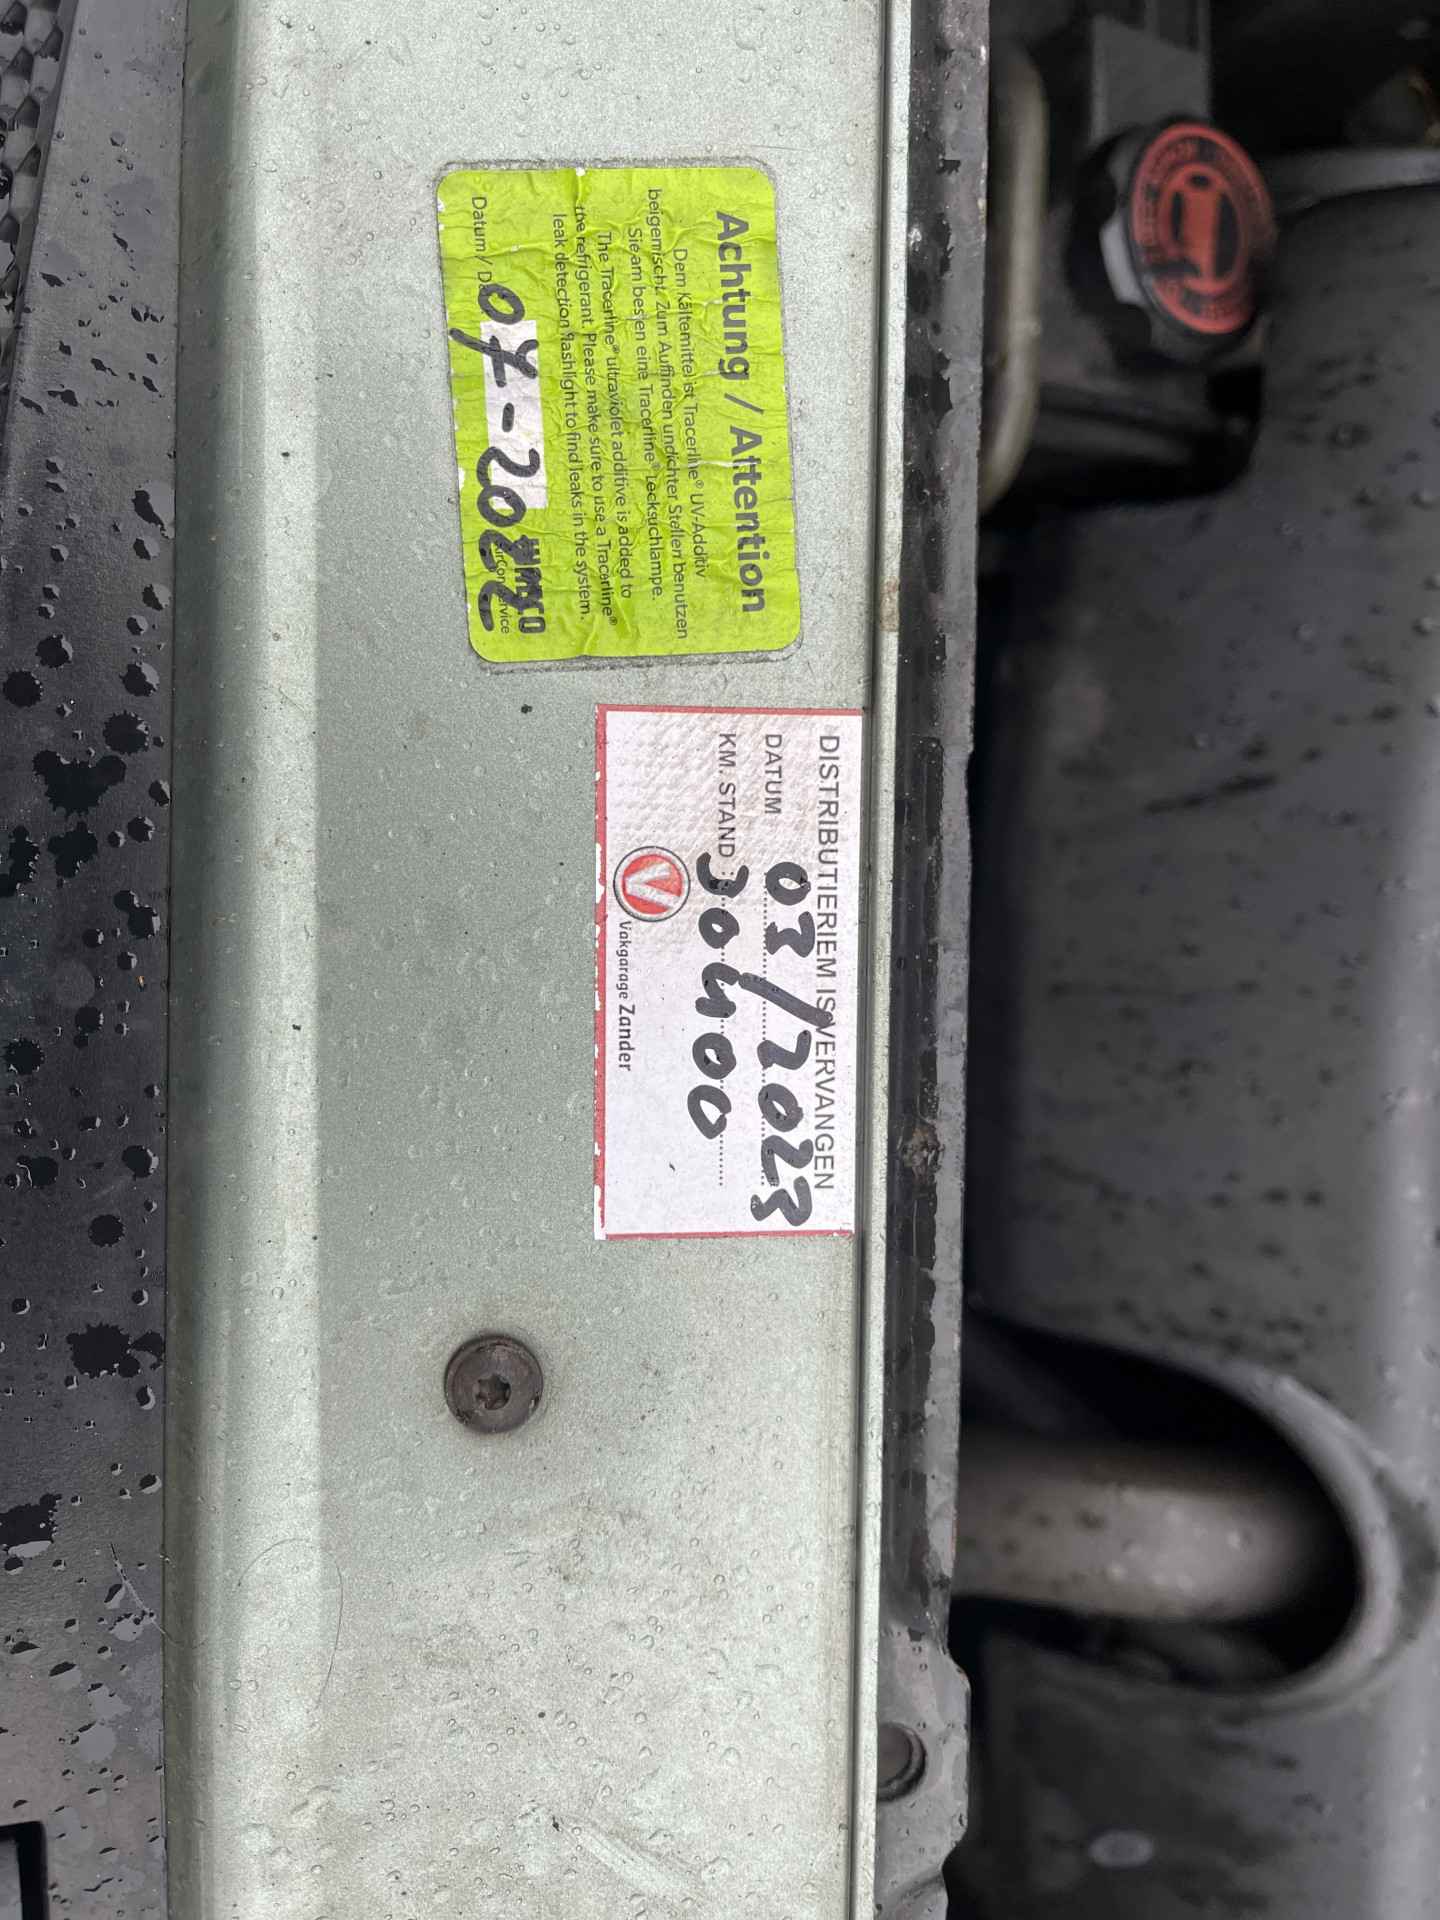 Achtung / Attention
Dem Kältemittel ist Tracerline® UV-Additiv
beigemischt. Zum Auffinden undichter Stellen benutzen
Sie am besten eine Tracerline® Lecksuchlampe.
The Tracerline® ultraviolet additive is added to
the refrigerant. Please make sure to use a Tracerline®
leak detection flashlight to find leaks in the system.
Datum / D
07-2022
DISTRIBUTIERIEM IS VERVANGEN
DATUM 03/2023
KM. STAND : 30400
Vakgarage Zander